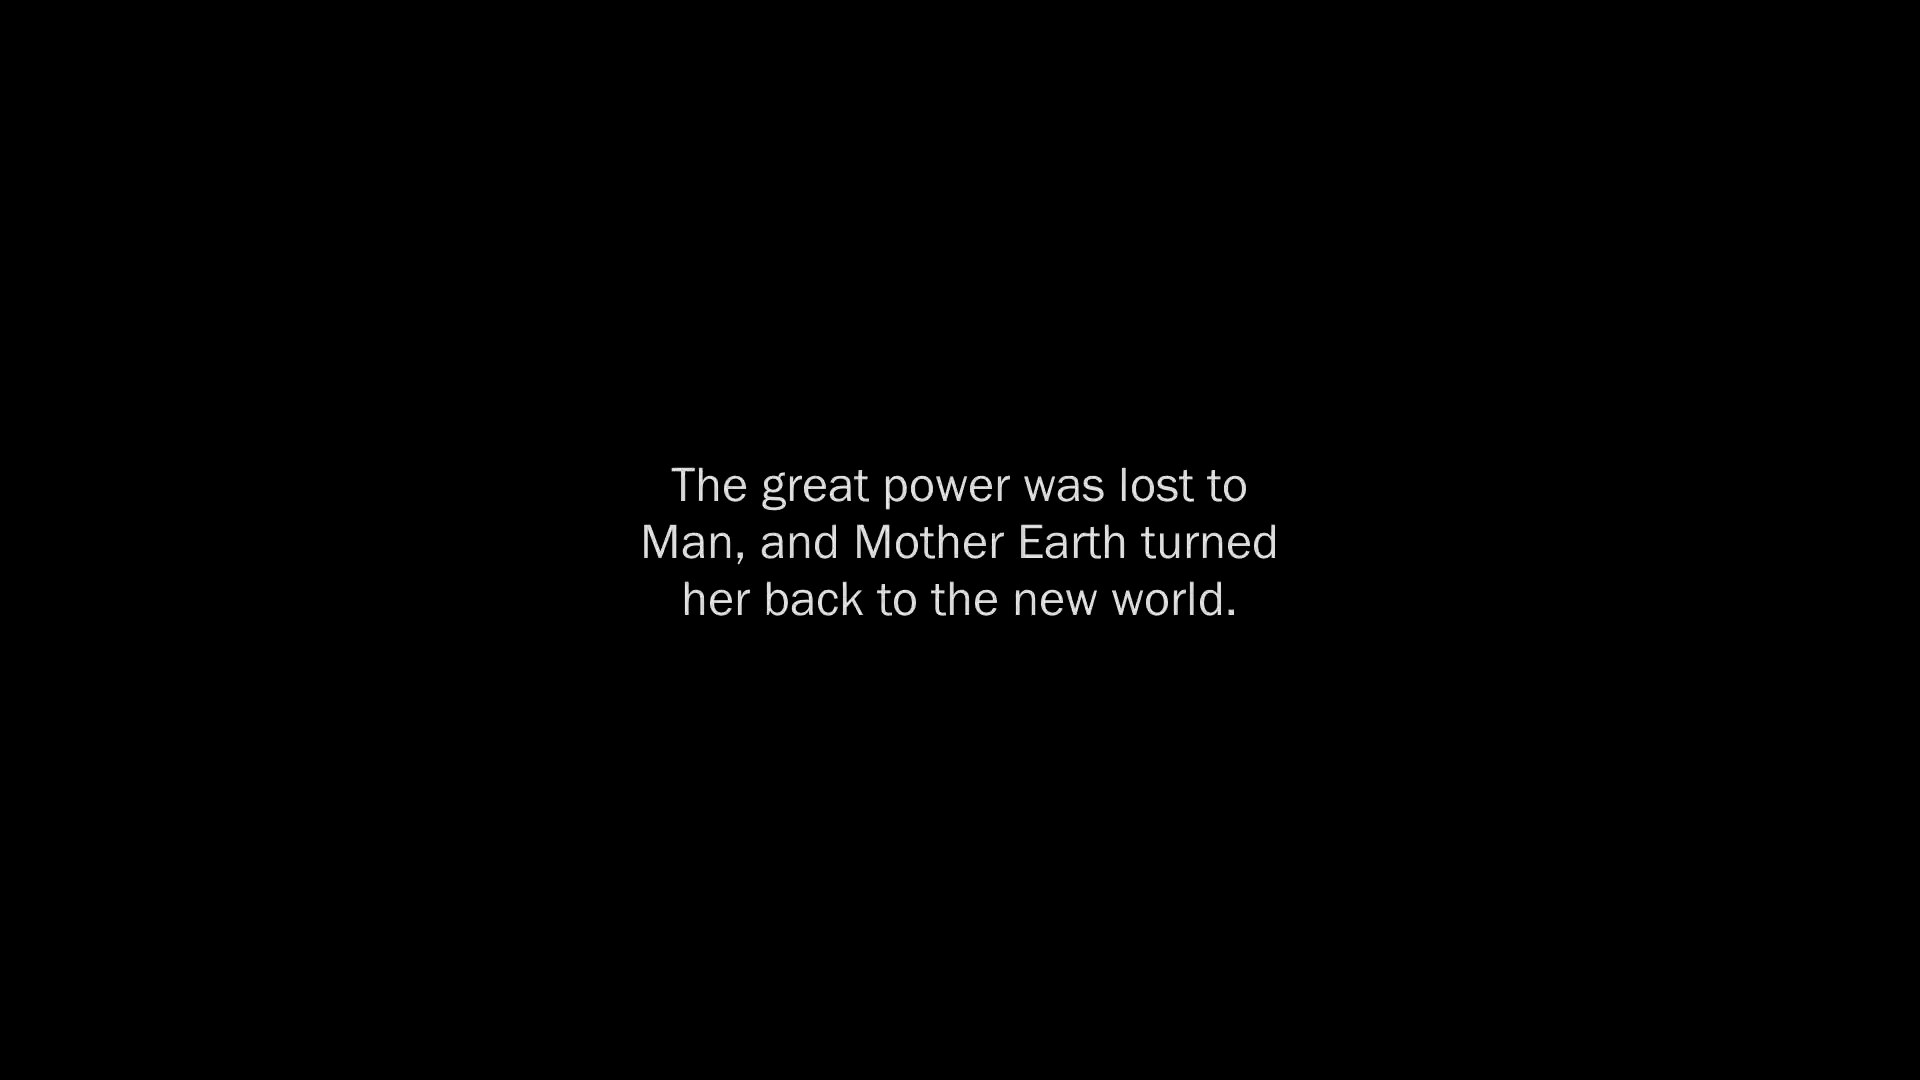 The great power was lost to
Man, and Mother Earth turned
her back to the new world.